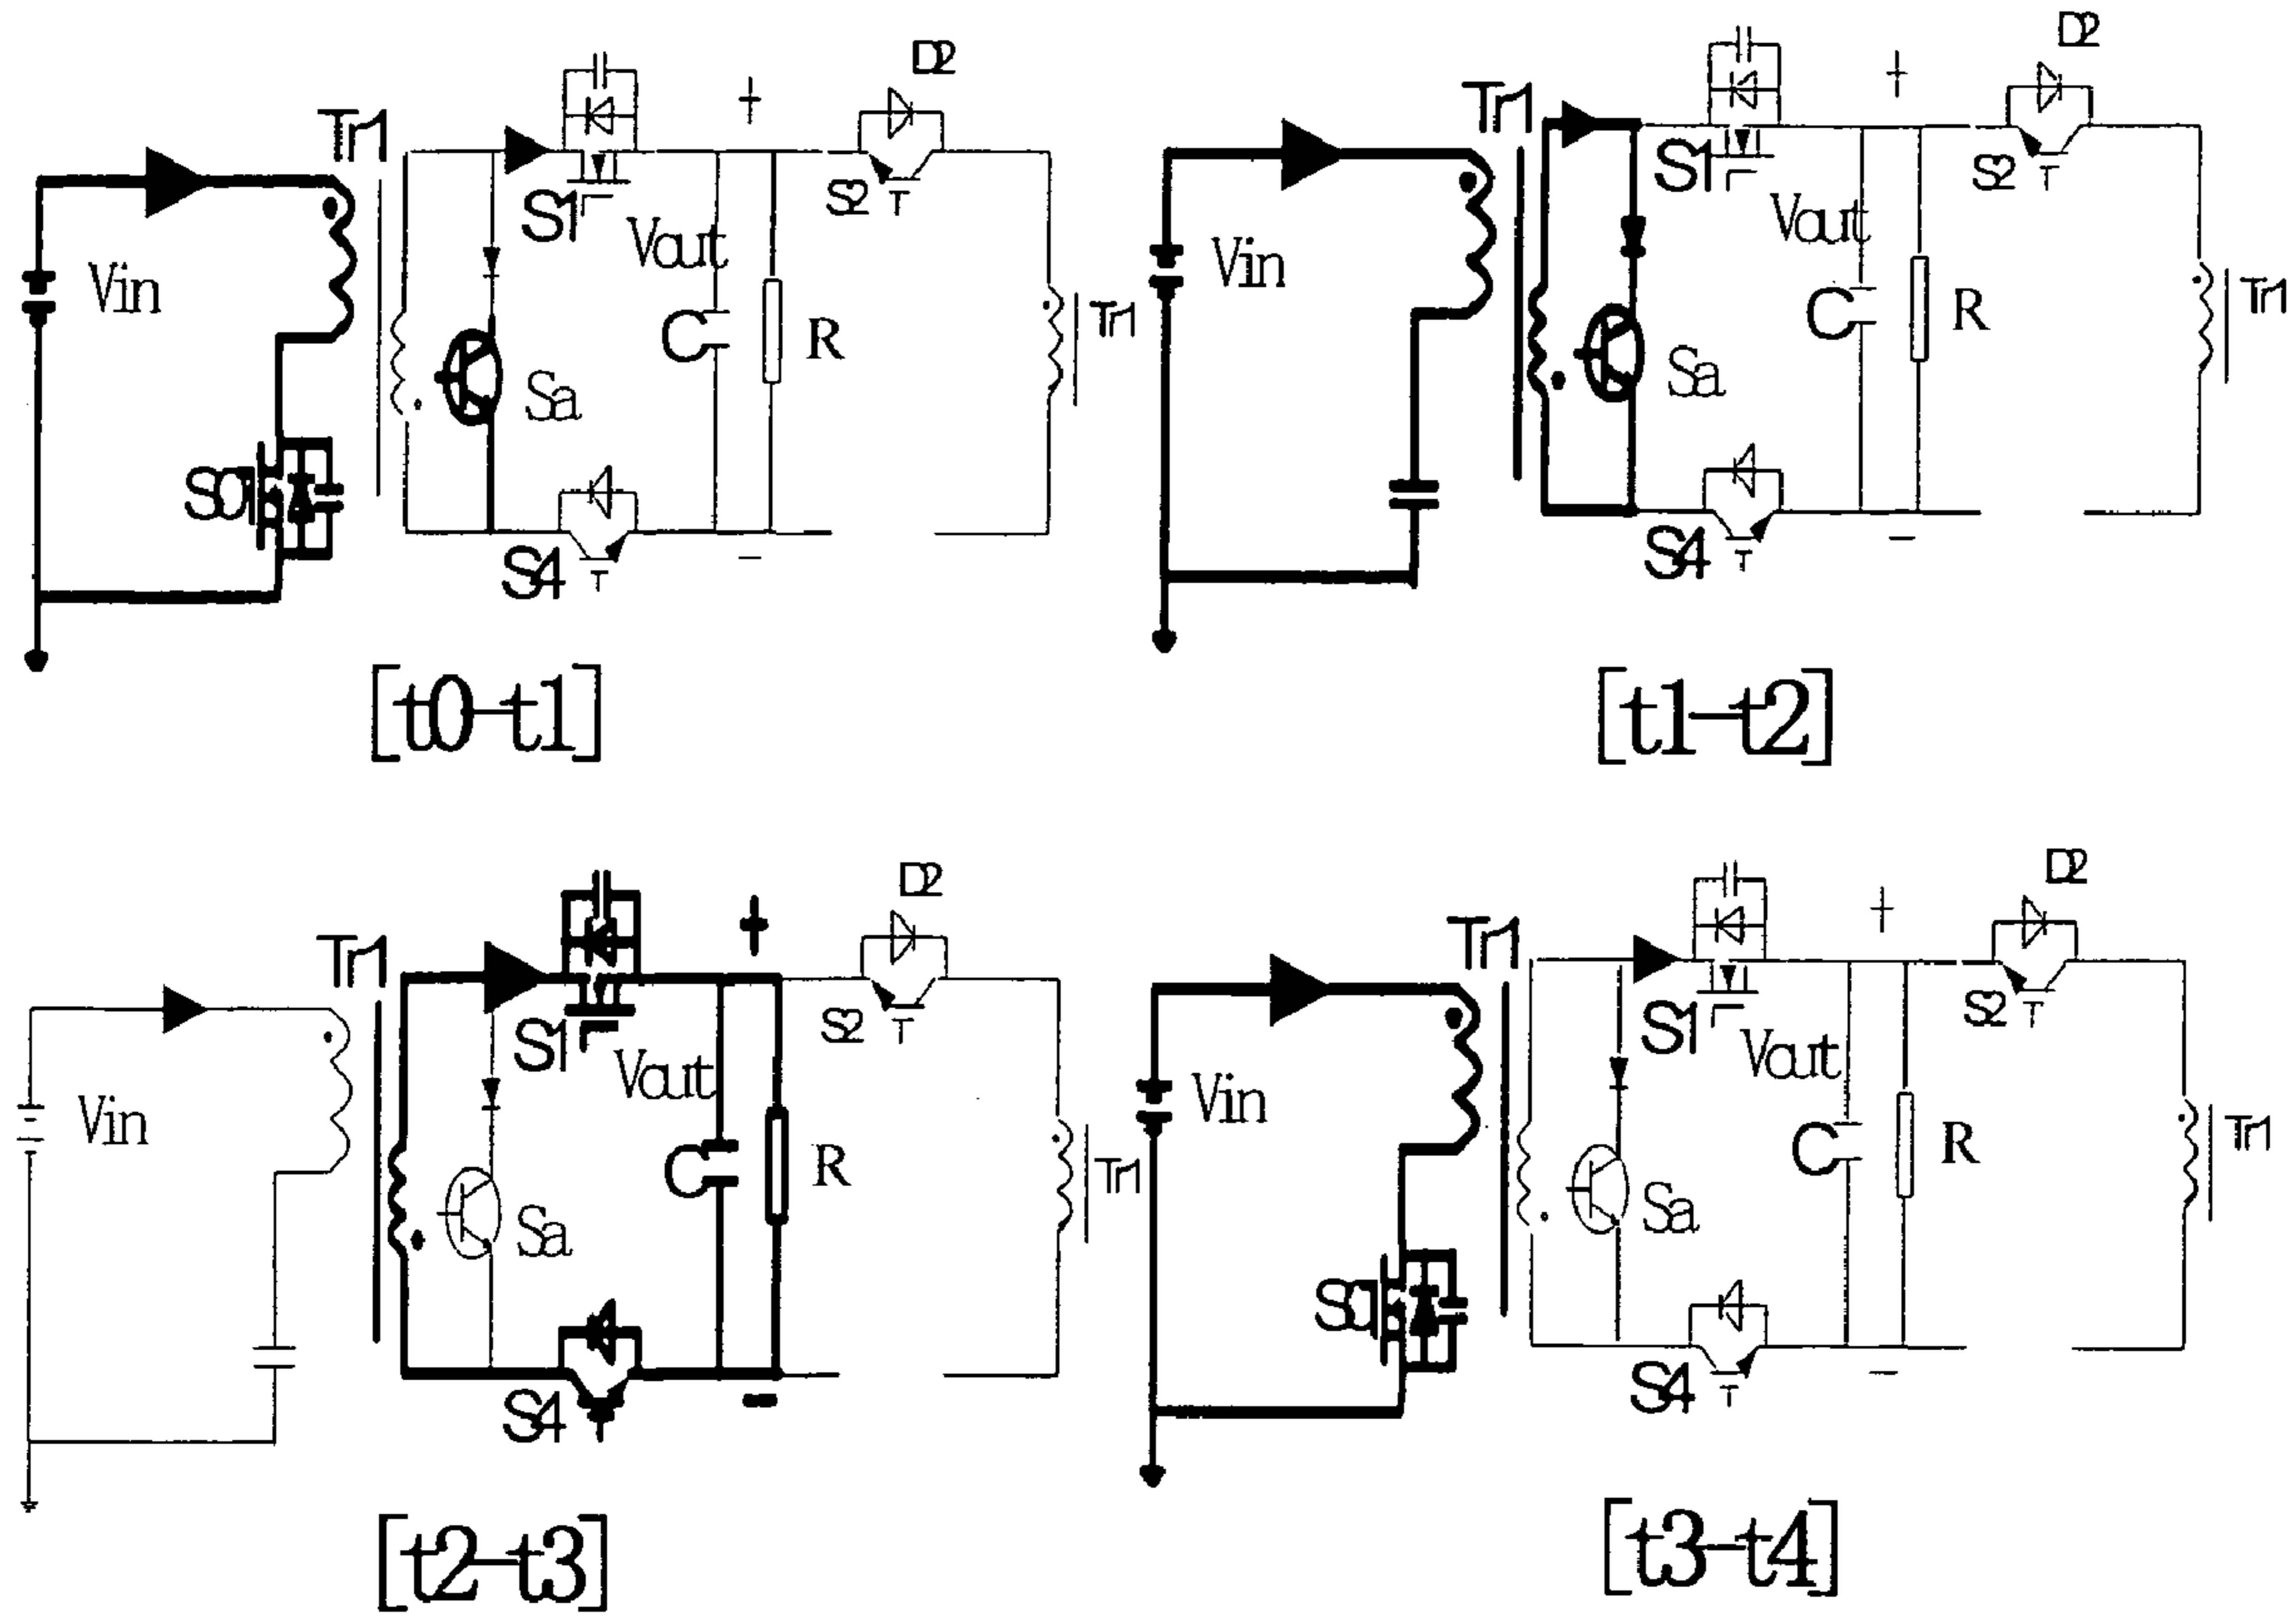 D2
Tr1
S1
S2
Vin
Vout
Tr1
C
R
Sa
S0
S4
[t0-t1]
D2
Tr1
S1
S2
Vin
Vout
Tr1
C
R
Sa
S4
[t1-t2]
D2
Tr1
S1
S2
Vin
Vout
Tr1
C
R
Sa
S4
[t2-t3]
D2
Tr1
S1
S2
Vin
Vout
Tr1
C
R
Sa
S0
S4
[t3-t4]